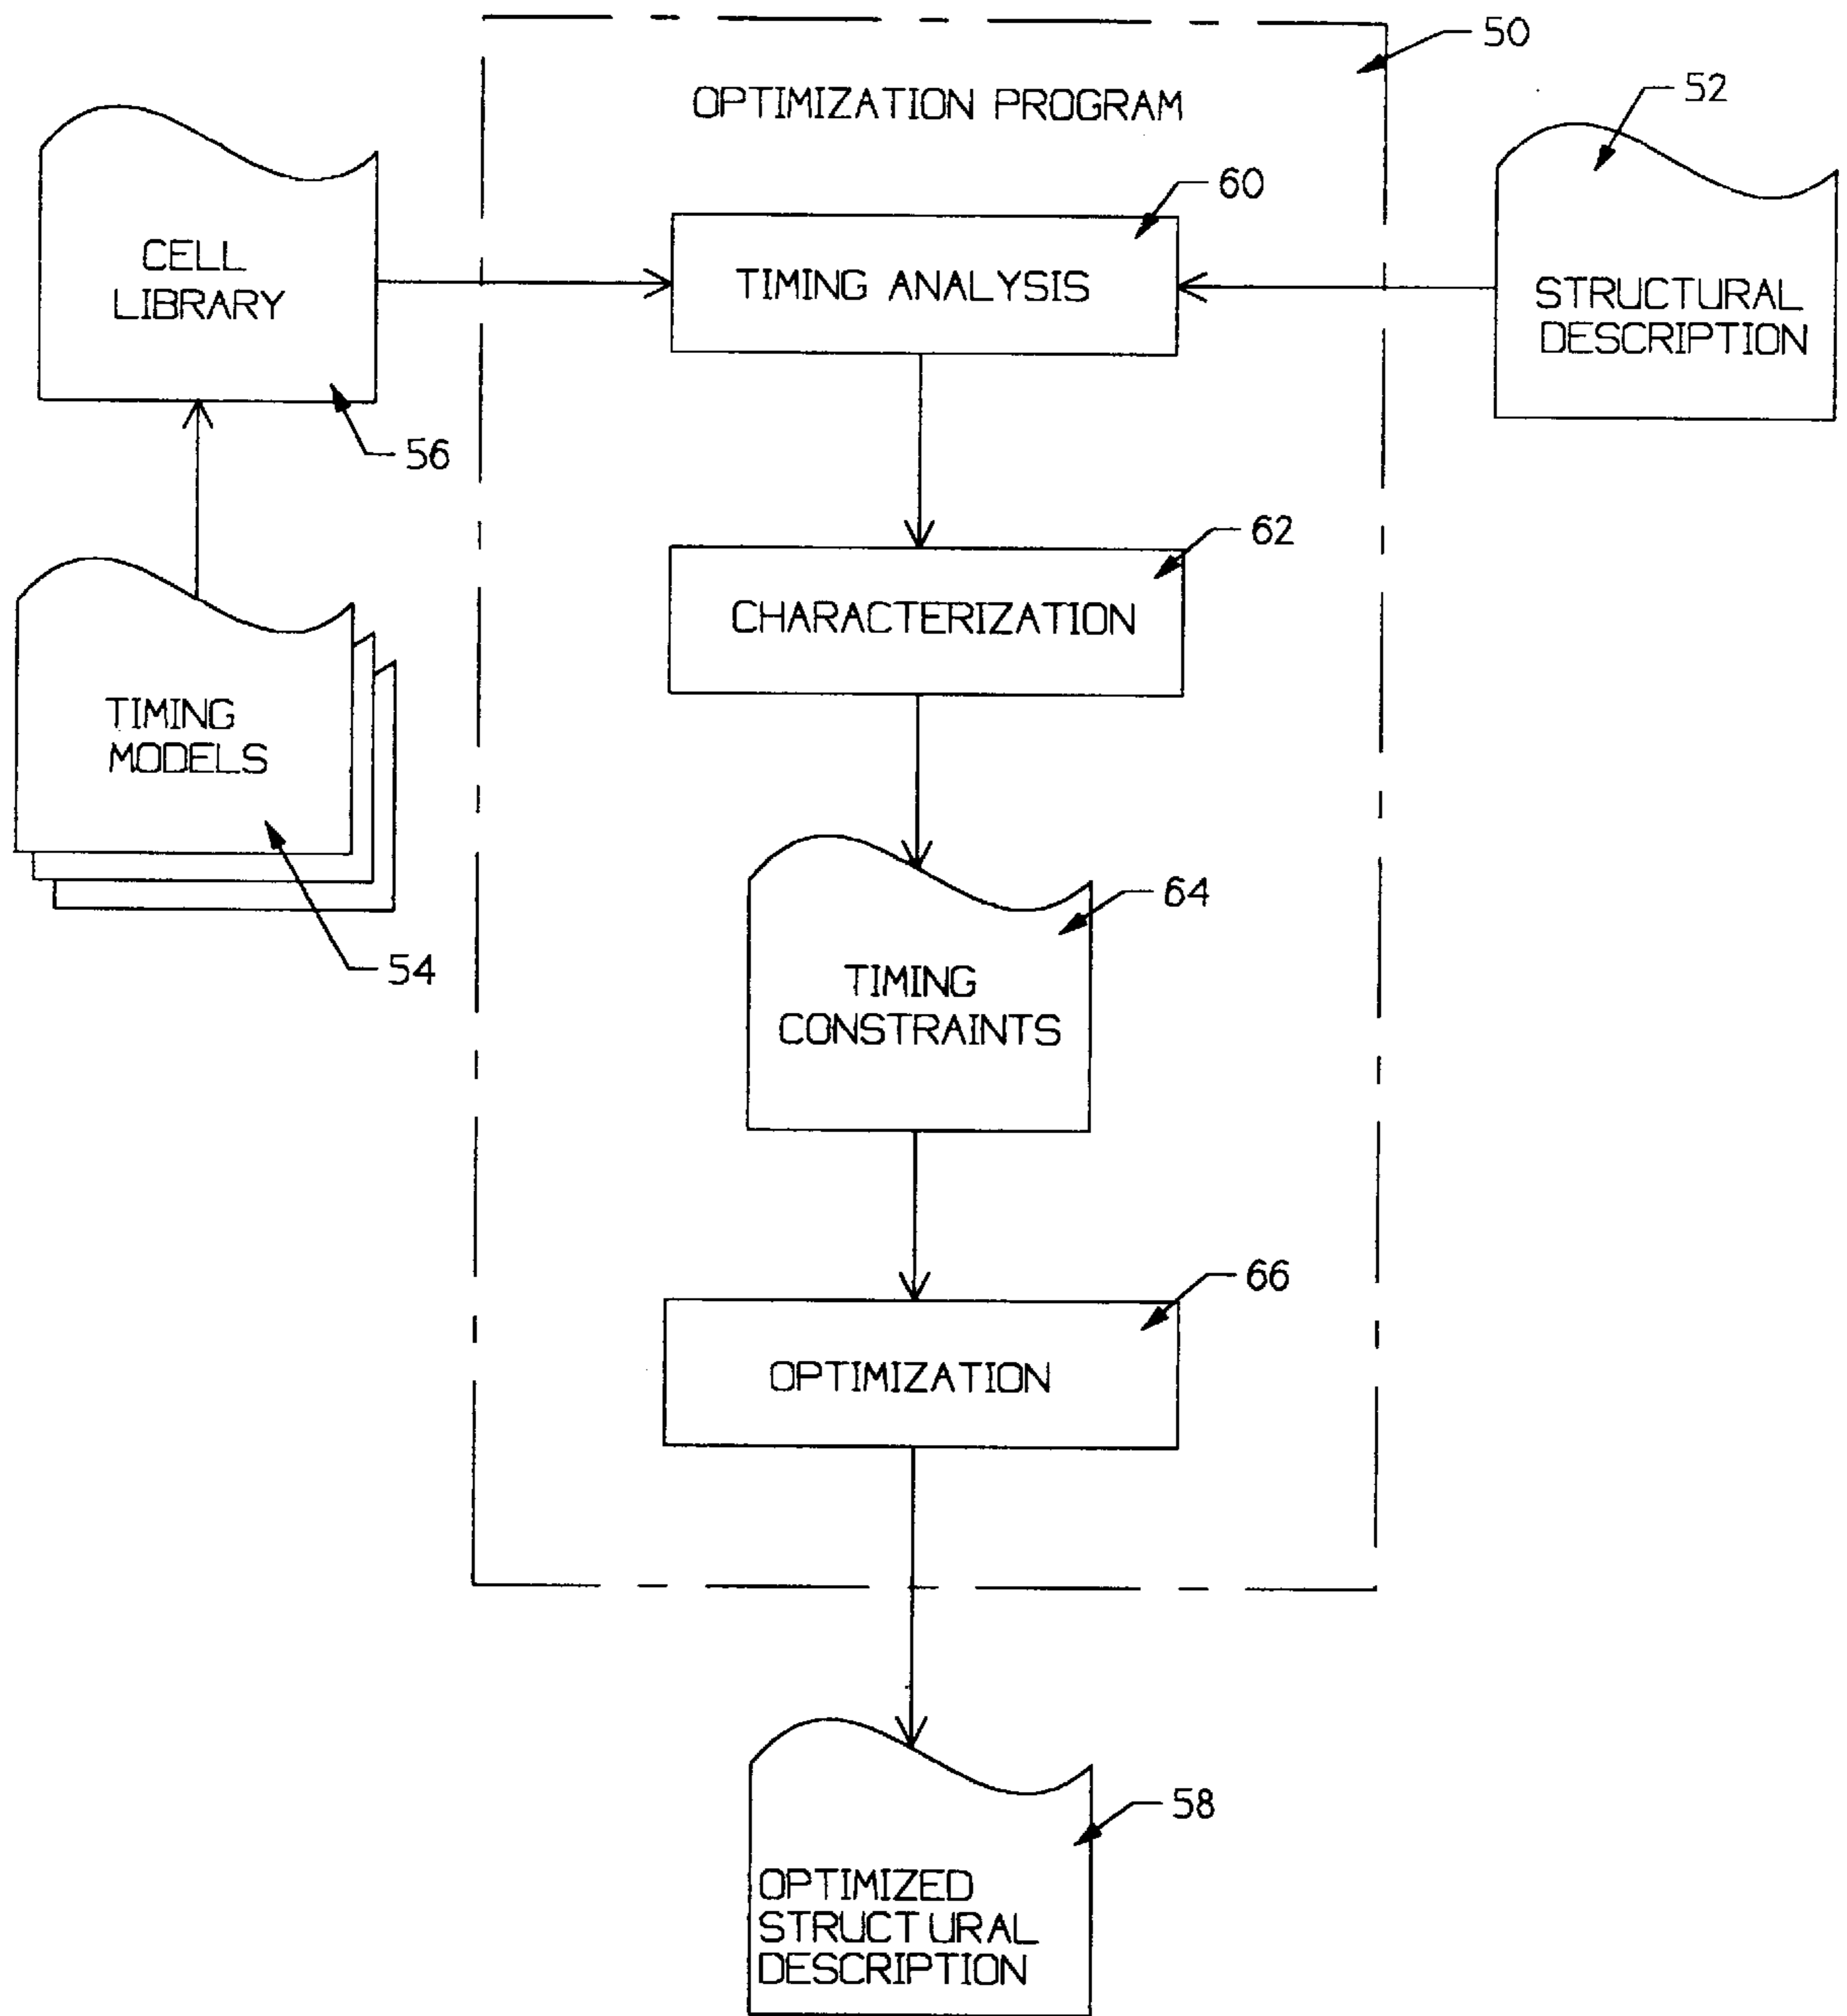 50
OPTIMIZATION PROGRAM
52
60
CELL
LIBRARY
TIMING ANALYSIS
STRUCTURAL
DESCRIPTION
56
62
CHARACTERIZATION
TIMING
MODELS
54
64
TIMING
CONSTRAINTS
66
OPTIMIZATION
58
OPTIMIZED
STRUCTURAL
DESCRIPTION